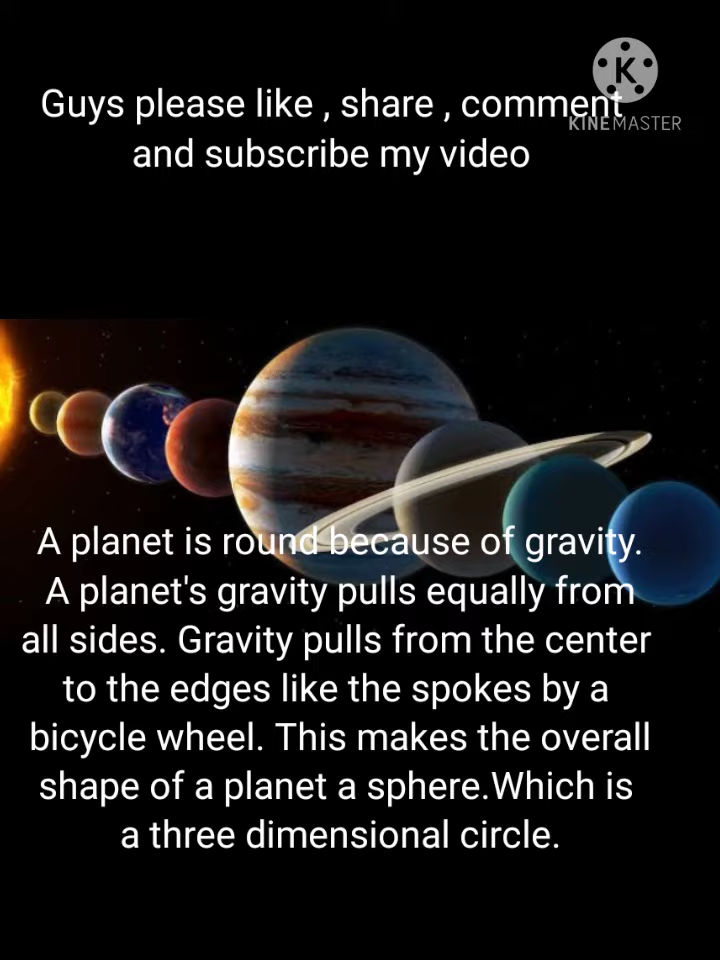 Guys please like , share , comment
and subscribe my video
K
KINEMASTER
A planet is round because of gravity.
A planet's gravity pulls equally from
all sides. Gravity pulls from the center
to the edges like the spokes by a
bicycle wheel. This makes the overall
shape of a planet a sphere.Which is
a three dimensional circle.